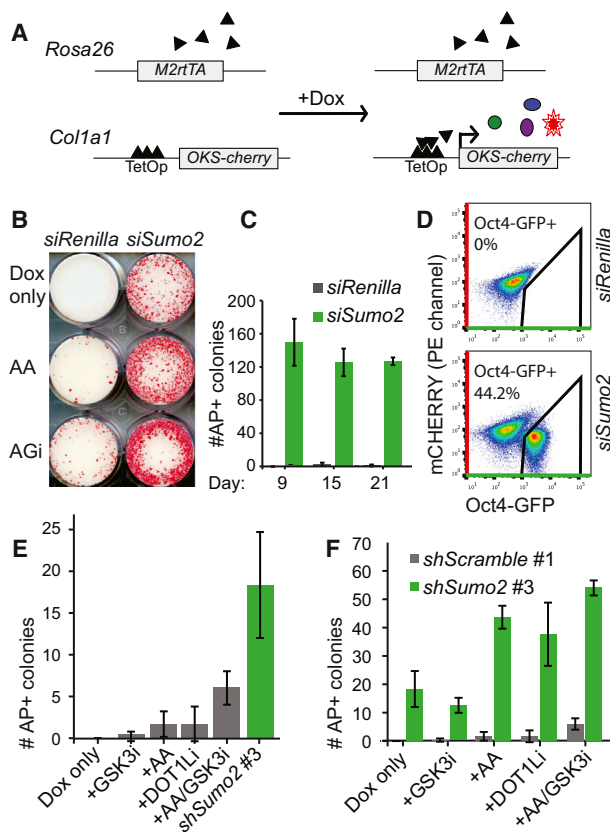 A
Rosa26
M2rtTA
M2rtTA
+Dox
Col1a1
TetOp
OKS-cherry
TetOp
OKS-cherry
B
siRenilla siSumo2
Dox only
AA
AGi
C
siRenilla
siSumo2
#AP+ colonies
160
120
80
40
0
Day: 9 15 21
D
Oct4-GFP+
0%
siRenilla
Oct4-GFP+
44.2%
siSumo2
mCHERRY (PE channel)
Oct4-GFP
E
# AP+ colonies
25
20
15
10
5
0
Dox only
+GSK3i
+AA
+DOT1Li
+AA/GSK3i
shSumo2 #3
F
shScramble #1
shSumo2 #3
# AP+ colonies
70
60
50
40
30
20
10
0
Dox only
+GSK3i
+AA
+DOT1Li
+AA/GSK3i